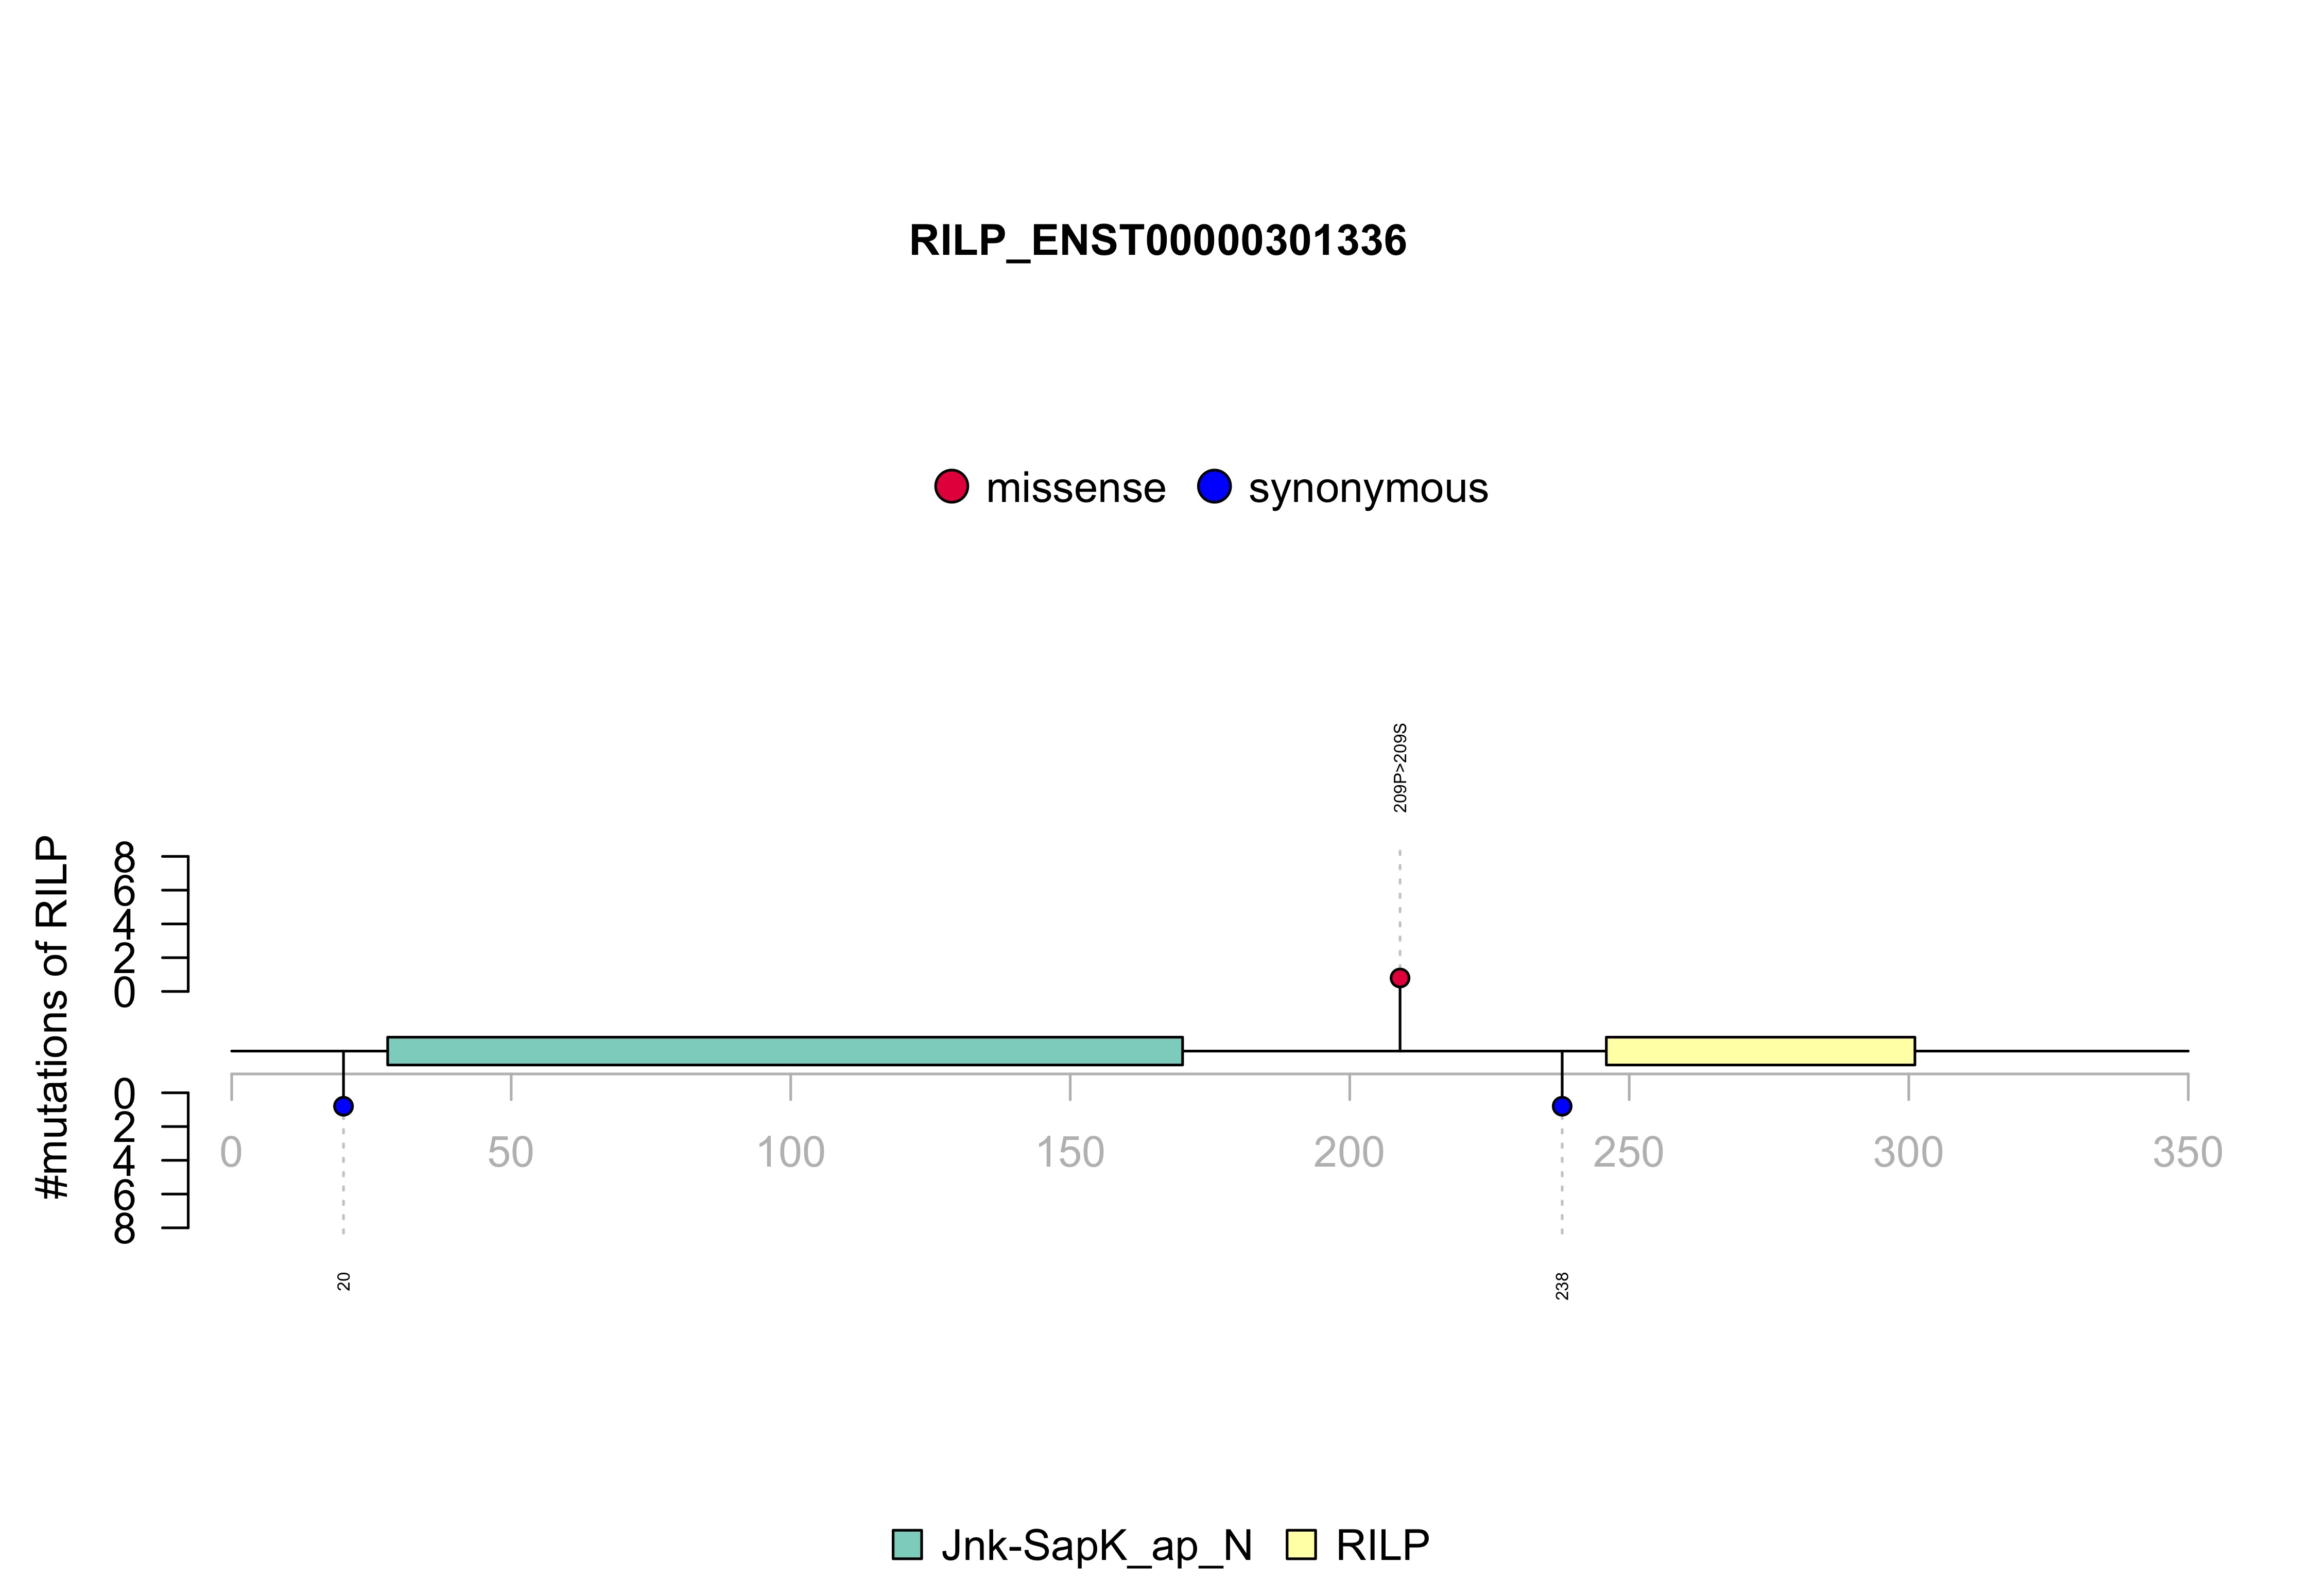 RILP_ENST00000301336
missense synonymous
209P>209S
#mutations of RILP
8
6
4
2
0
0
2
4
6
8
0 50 100 150 200 250 300 350
20 238
Jnk-SapK_ap_N RILP